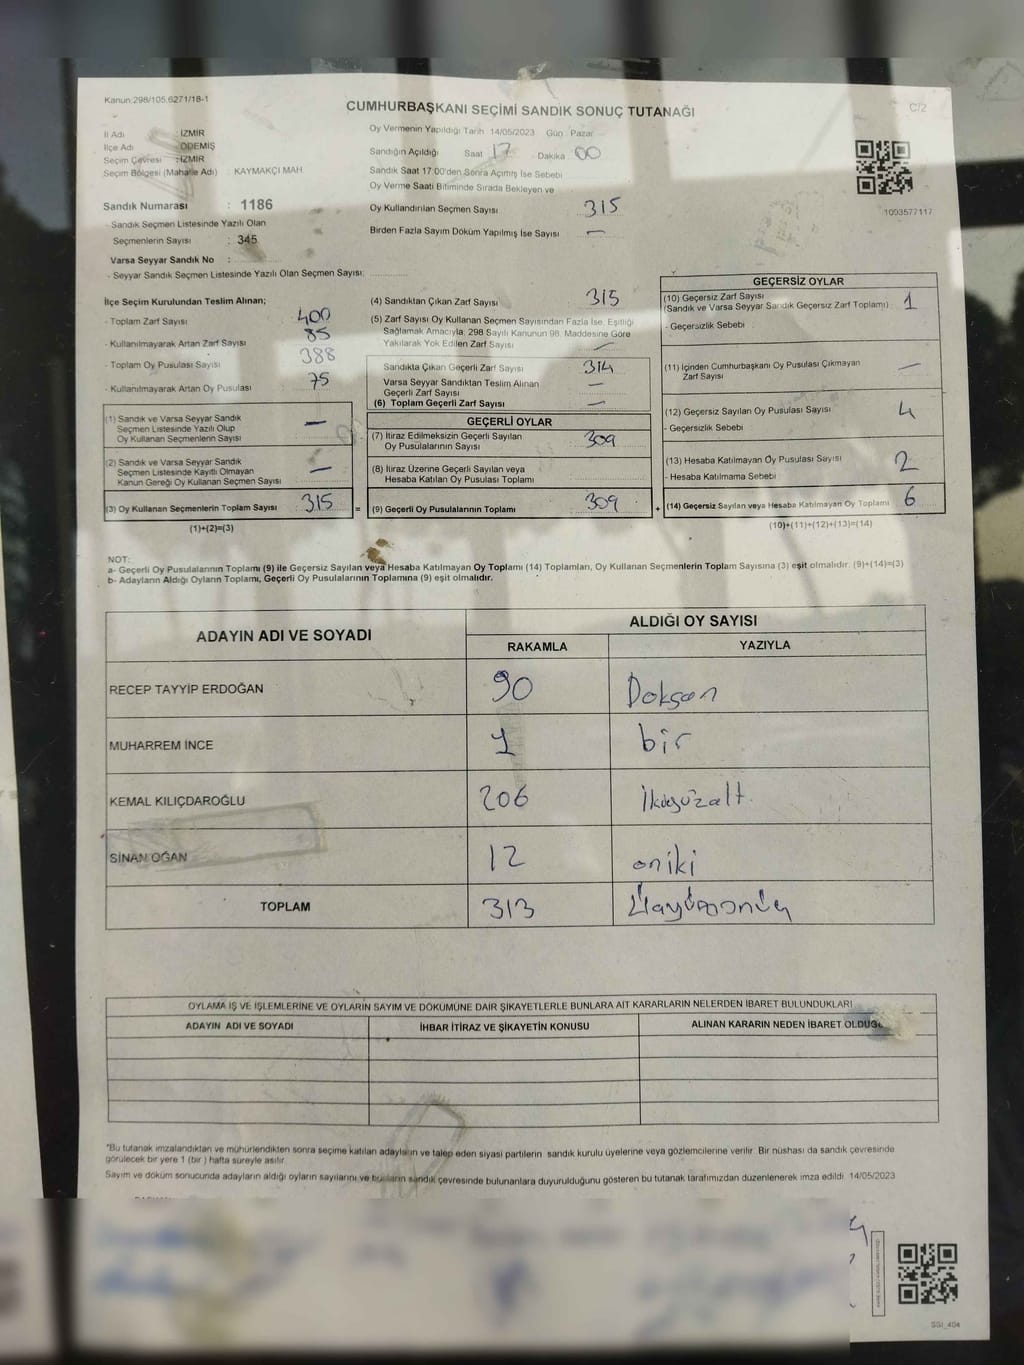 Kanun:298/105.6271/18-1
CUMHURBAŞKANI SEÇİMİ SANDIK SONUÇ TUTANAĞI
C/2
İl Adı : İZMİR
İlçe Adı : ÖDEMİŞ
Seçim Çevresi : İZMİR
Seçim Bölgesi (Mahalle Adı) : KAYMAKÇI MAH.
Sandık Numarası : 1186
Sandık Seçmen Listesinde Yazılı Olan
Seçmenlerin Sayısı : 345
Varsa Seyyar Sandık No :
- Seyyar Sandık Seçmen Listesinde Yazılı Olan Seçmen Sayısı:
Oy Vermenin Yapıldığı Tarih 14/05/2023 Gün Pazar
Sandığın Açıldığı Saat 17 Dakika 00
Sandık Saat 17:00'den Sonra Açılmış İse Sebebi
Oy Verme Saati Bitiminde Sırada Bekleyen ve
Oy Kullandırılan Seçmen Sayısı 315
Birden Fazla Sayım Döküm Yapılmış İse Sayısı —
1093577117
İlçe Seçim Kurulundan Teslim Alınan;
- Toplam Zarf Sayısı 400
- Kullanılmayarak Artan Zarf Sayısı 85
- Toplam Oy Pusulası Sayısı 388
- Kullanılmayarak Artan Oy Pusulası 75
(1) Sandık ve Varsa Seyyar Sandık
Seçmen Listesinde Yazılı Olup
Oy Kullanan Seçmenlerin Sayısı —
(2) Sandık ve Varsa Seyyar Sandık
Seçmen Listesinde Kayıtlı Olmayan
Kanun Gereği Oy Kullanan Seçmen Sayısı —
(3) Oy Kullanan Seçmenlerin Toplam Sayısı 315
(1)+(2)=(3)
(4) Sandıktan Çıkan Zarf Sayısı 315
(5) Zarf Sayısı Oy Kullanan Seçmen Sayısından Fazla İse, Eşitliği
Sağlamak Amacıyla, 298 Sayılı Kanunun 98. Maddesine Göre
Yakılarak Yok Edilen Zarf Sayısı —
Sandıkta Çıkan Geçerli Zarf Sayısı 314
Varsa Seyyar Sandıktan Teslim Alınan
Geçerli Zarf Sayısı —
(6) Toplam Geçerli Zarf Sayısı —
GEÇERLİ OYLAR
(7) İtiraz Edilmeksizin Geçerli Sayılan
Oy Pusulalarının Sayısı 309
(8) İtiraz Üzerine Geçerli Sayılan veya
Hesaba Katılan Oy Pusulası Toplamı
= (9) Geçerli Oy Pusulalarının Toplamı 309
GEÇERSİZ OYLAR
(10) Geçersiz Zarf Sayısı
(Sandık ve Varsa Seyyar Sandık Geçersiz Zarf Toplamı) 1
- Geçersizlik Sebebi
(11) İçinden Cumhurbaşkanı Oy Pusulası Çıkmayan
Zarf Sayısı —
(12) Geçersiz Sayılan Oy Pusulası Sayısı 4
- Geçersizlik Sebebi
(13) Hesaba Katılmayan Oy Pusulası Sayısı 2
- Hesaba Katılmama Sebebi
+ (14) Geçersiz Sayılan veya Hesaba Katılmayan Oy Toplamı 6
(10)+(11)+(12)+(13)=(14)
NOT:
a- Geçerli Oy Pusulalarının Toplamı (9) ile Geçersiz Sayılan veya Hesaba Katılmayan Oy Toplamı (14) Toplamları, Oy Kullanan Seçmenlerin Toplam Sayısına (3) eşit olmalıdır. (9)+(14)=(3)
b- Adayların Aldığı Oyların Toplamı, Geçerli Oy Pusulalarının Toplamına (9) eşit olmalıdır.
ADAYIN ADI VE SOYADI
ALDIĞI OY SAYISI
RAKAMLA YAZIYLA
RECEP TAYYİP ERDOĞAN 90 Doksan
MUHARREM İNCE 1 bir
KEMAL KILIÇDAROĞLU 206 İkiyüzalt
SİNAN OĞAN 12 oniki
TOPLAM 313
OYLAMA İŞ VE İŞLEMLERİNE VE OYLARIN SAYIM VE DÖKÜMÜNE DAİR ŞİKAYETLERLE BUNLARA AİT KARARLARIN NELERDEN İBARET BULUNDUKLARI
ADAYIN ADI VE SOYADI İHBAR İTİRAZ VE ŞİKAYETİN KONUSU ALINAN KARARIN NEDEN İBARET OLDUĞU
*Bu tutanak imzalandıktan ve mühürlendikten sonra seçime katılan adayların ve talep eden siyasi partilerin sandık kurulu üyelerine veya gözlemcilerine verilir. Bir nüshası da sandık çevresinde
görülecek bir yere 1 (bir) hafta süreyle asılır.
Sayım ve döküm sonucunda adayların aldığı oyların sayılarını ve bunların sandık çevresinde bulunanlara duyurulduğunu gösteren bu tutanak tarafımızdan düzenlenerek imza edildi. 14/05/2023